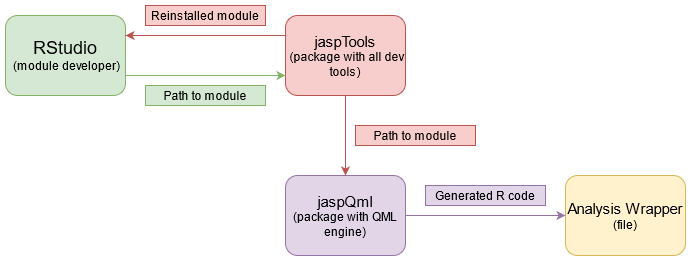 Reinstalled module
RStudio
(module developer)
jaspTools
(package with all dev
tools)
Path to module
Path to module
jaspQml
(package with QML
engine)
Generated R code
Analysis Wrapper
(file)